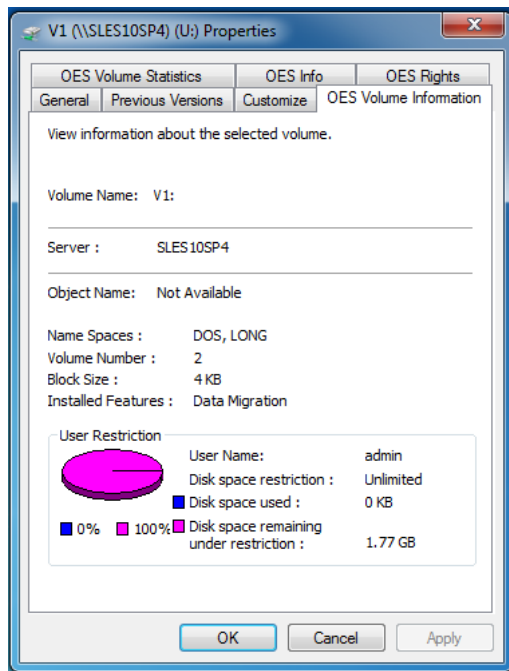 V1 (\\SLES10SP4) (U:) Properties
OES Volume Statistics OES Info OES Rights
General Previous Versions Customize OES Volume Information
View information about the selected volume.
Volume Name: V1:
Server : SLES10SP4
Object Name: Not Available
Name Spaces : DOS, LONG
Volume Number : 2
Block Size : 4 KB
Installed Features : Data Migration
User Restriction
User Name: admin
Disk space restriction : Unlimited
Disk space used : 0 KB
0% 100% Disk space remaining
under restriction : 1.77 GB
OK Cancel Apply